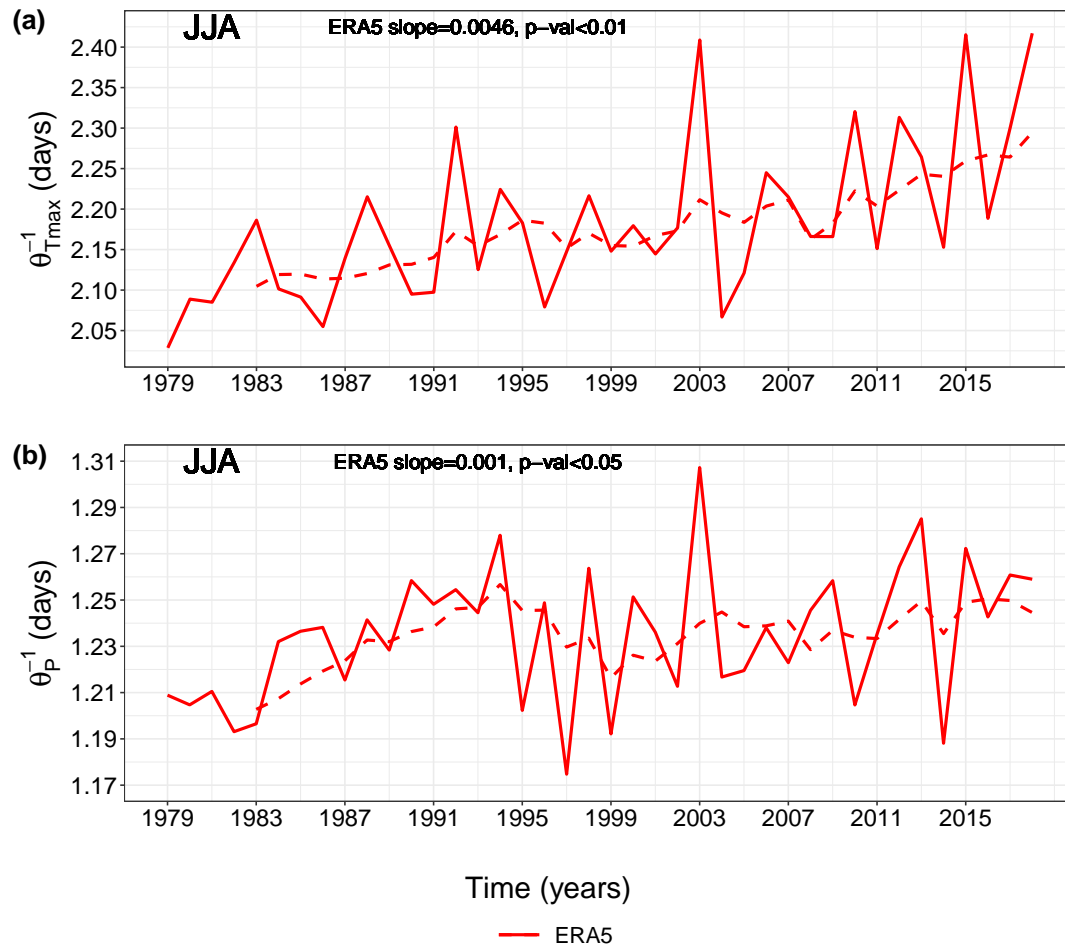 (a) JJA ERA5 slope=0.0046, p−val<0.01
θ⁻¹Tmax (days)
2.40
2.35
2.30
2.25
2.20
2.15
2.10
2.05
1979 1983 1987 1991 1995 1999 2003 2007 2011 2015
(b) JJA ERA5 slope=0.001, p−val<0.05
θ⁻¹P (days)
1.31
1.29
1.27
1.25
1.23
1.21
1.19
1.17
1979 1983 1987 1991 1995 1999 2003 2007 2011 2015
Time (years)
ERA5